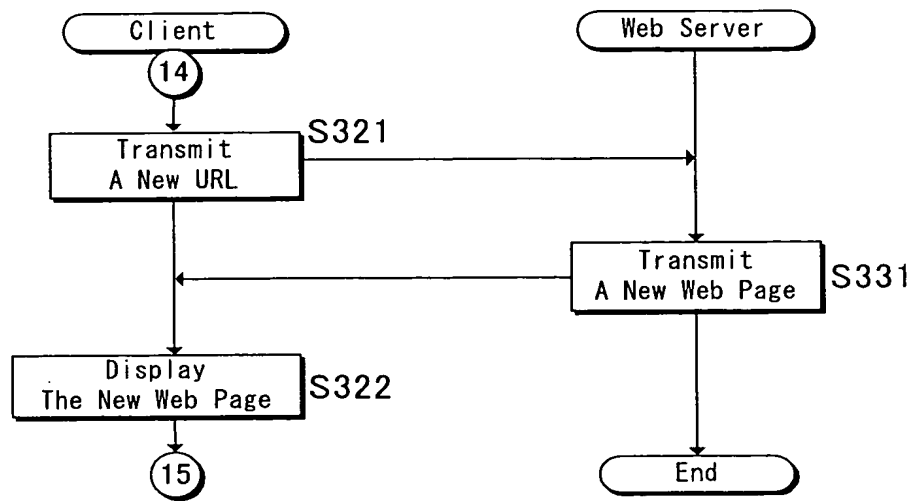 Client
Web Server
14
S321
Transmit
A New URL
Transmit
A New Web Page
S331
Display
The New Web Page
S322
15
End